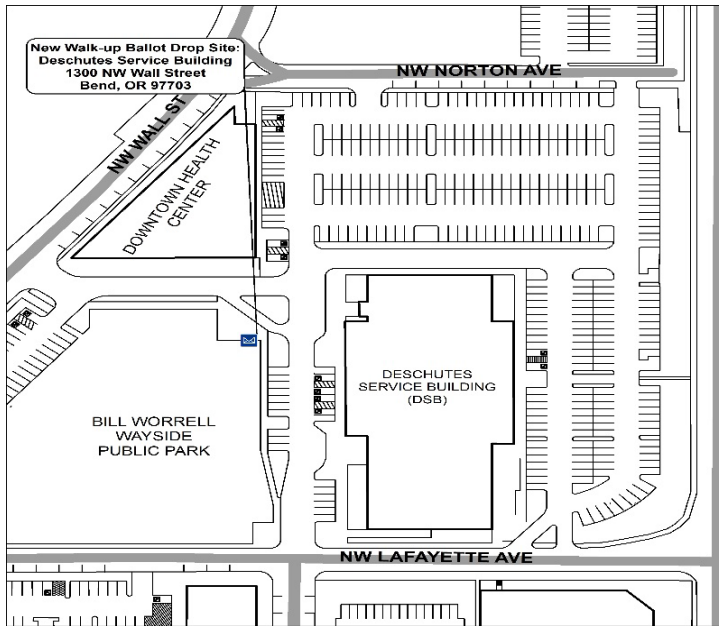 New Walk-up Ballot Drop Site:
Deschutes Service Building
1300 NW Wall Street
Bend, OR 97703
NW NORTON AVE
NW WALL ST
DOWNTOWN HEALTH
CENTER
DESCHUTES
SERVICE BUILDING
(DSB)
BILL WORRELL
WAYSIDE
PUBLIC PARK
NW LAFAYETTE AVE